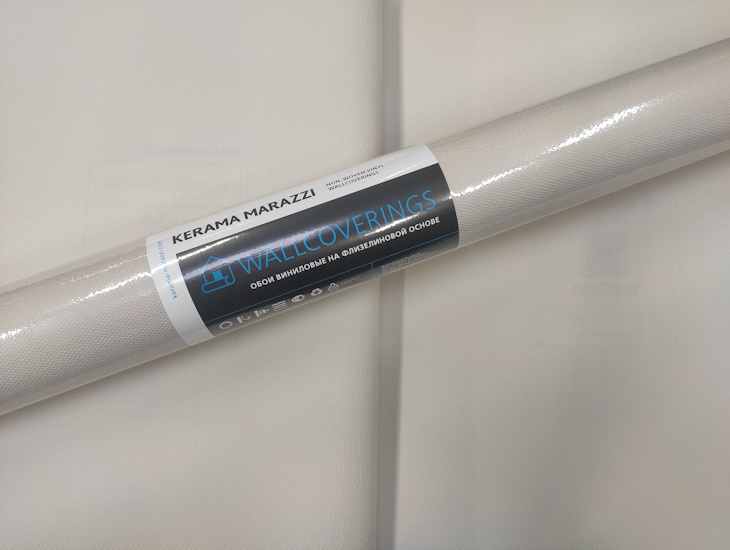 KERAMA MARAZZI
NON-WOVEN VINYL
WALLCOVERINGS
WALLCOVERINGS
ОБОИ ВИНИЛОВЫЕ НА ФЛИЗЕЛИНОВОЙ ОСНОВЕ